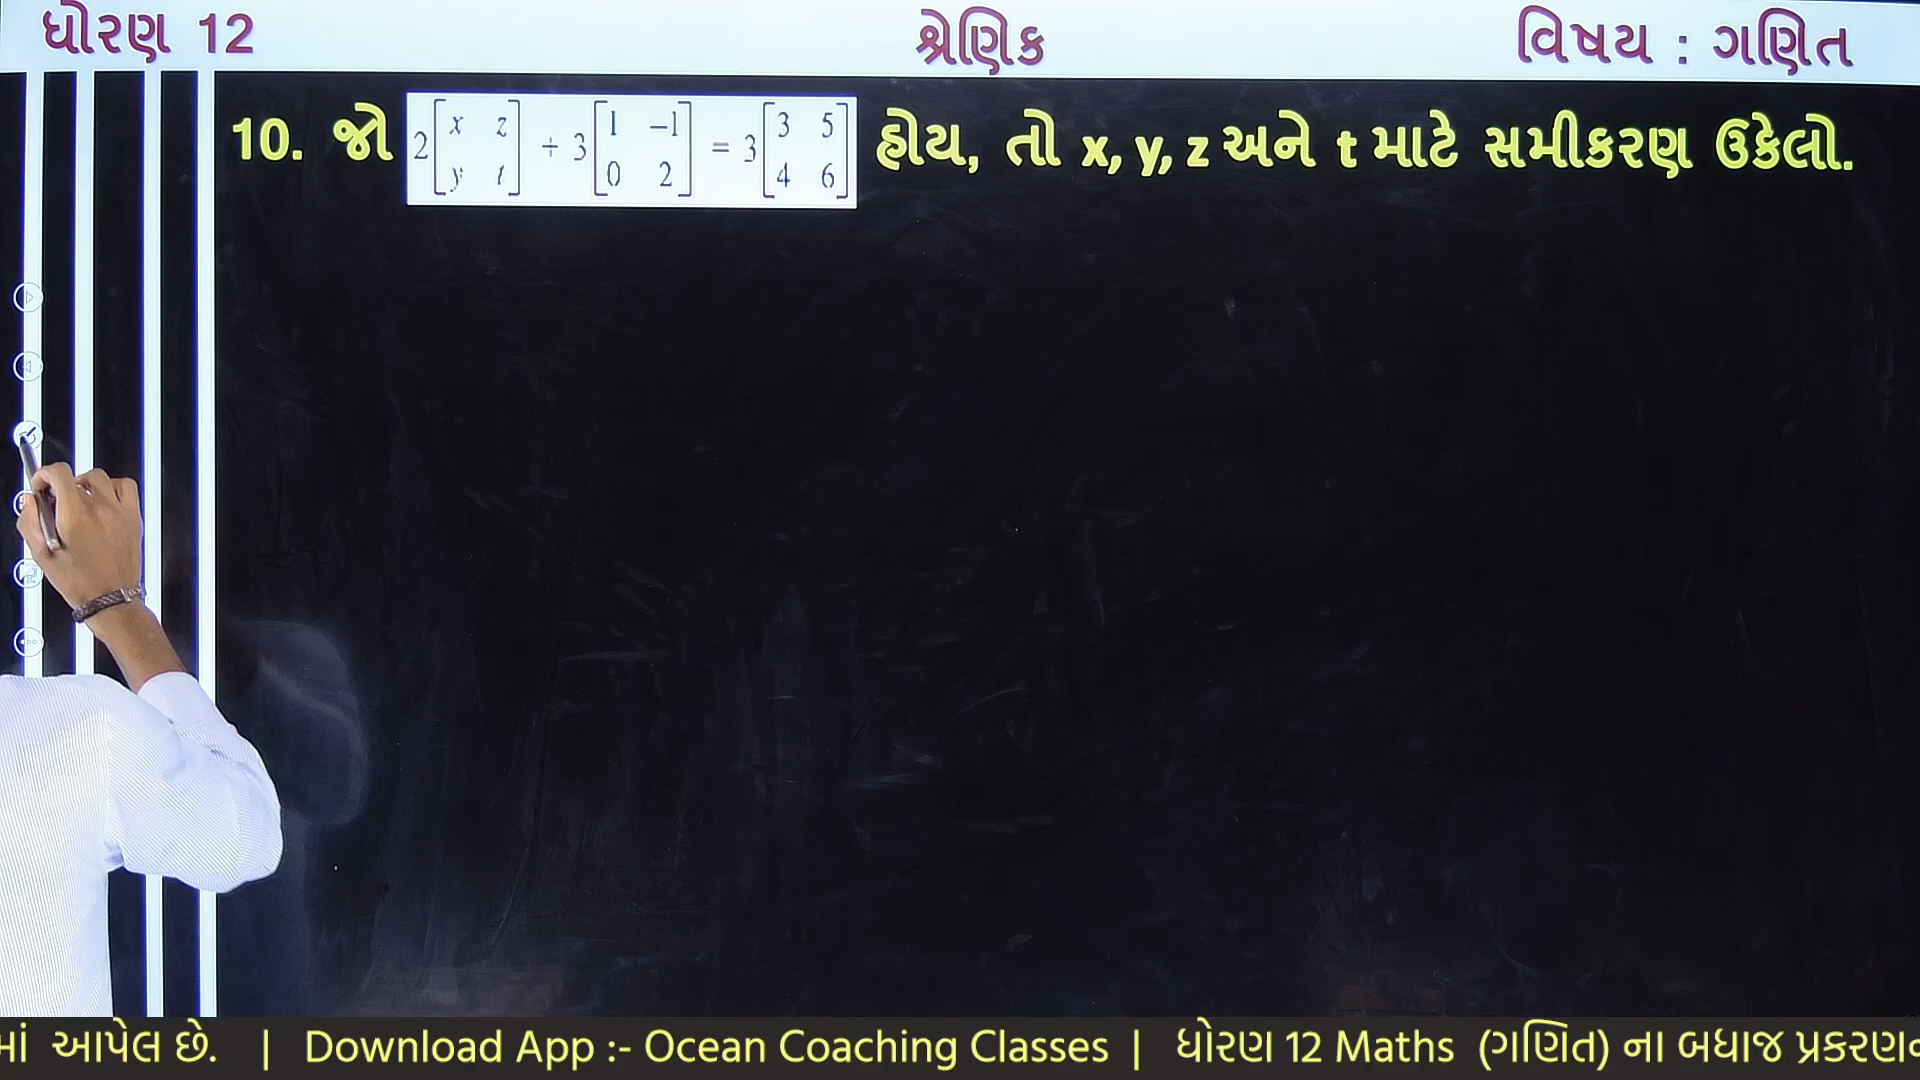 ધોરણ 12 શ્રેણિક વિષય : ગણિત
10. જો 2[x z; y t] + 3[1 -1; 0 2] = 3[3 5; 4 6] હોય, તો x, y, z અને t માટે સમીકરણ ઉકેલો.
માં આપેલ છે. | Download App :- Ocean Coaching Classes | ધોરણ 12 Maths (ગણિત) ના બધાજ